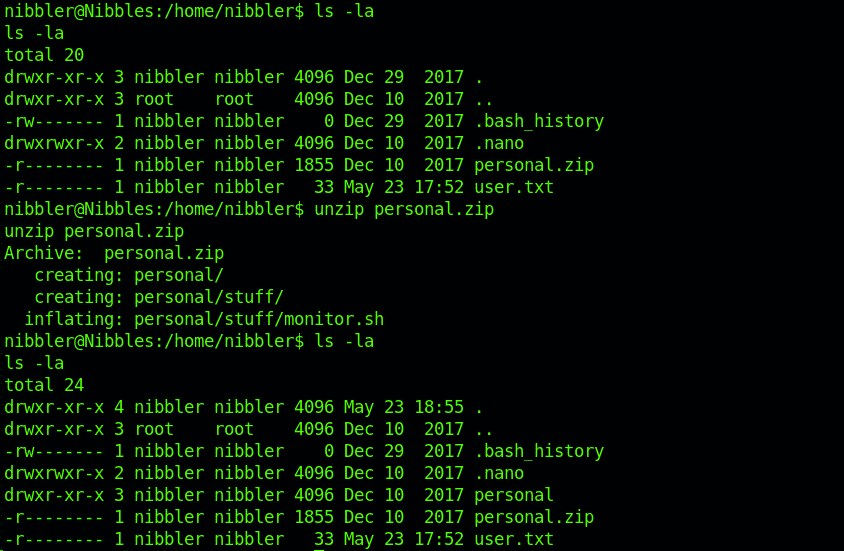 nibbler@Nibbles:/home/nibbler$ ls -la
ls -la
total 20
drwxr-xr-x 3 nibbler nibbler 4096 Dec 29  2017 .
drwxr-xr-x 3 root    root    4096 Dec 10  2017 ..
-rw------- 1 nibbler nibbler    0 Dec 29  2017 .bash_history
drwxrwxr-x 2 nibbler nibbler 4096 Dec 10  2017 .nano
-r-------- 1 nibbler nibbler 1855 Dec 10  2017 personal.zip
-r-------- 1 nibbler nibbler   33 May 23 17:52 user.txt
nibbler@Nibbles:/home/nibbler$ unzip personal.zip
unzip personal.zip
Archive:  personal.zip
   creating: personal/
   creating: personal/stuff/
  inflating: personal/stuff/monitor.sh
nibbler@Nibbles:/home/nibbler$ ls -la
ls -la
total 24
drwxr-xr-x 4 nibbler nibbler 4096 May 23 18:55 .
drwxr-xr-x 3 root    root    4096 Dec 10  2017 ..
-rw------- 1 nibbler nibbler    0 Dec 29  2017 .bash_history
drwxrwxr-x 2 nibbler nibbler 4096 Dec 10  2017 .nano
drwxr-xr-x 3 nibbler nibbler 4096 Dec 10  2017 personal
-r-------- 1 nibbler nibbler 1855 Dec 10  2017 personal.zip
-r-------- 1 nibbler nibbler   33 May 23 17:52 user.txt